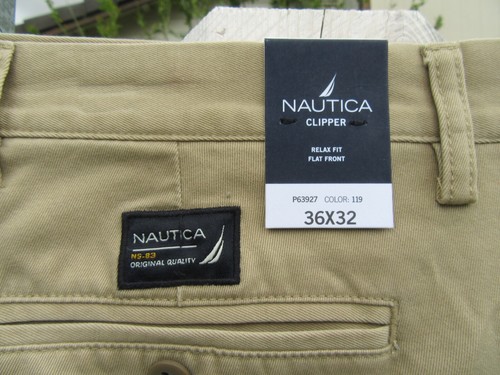 NAUTICA
CLIPPER
RELAX FIT
FLAT FRONT
P63927 COLOR: 119
36X32
NAUTICA
NS-83
ORIGINAL QUALITY